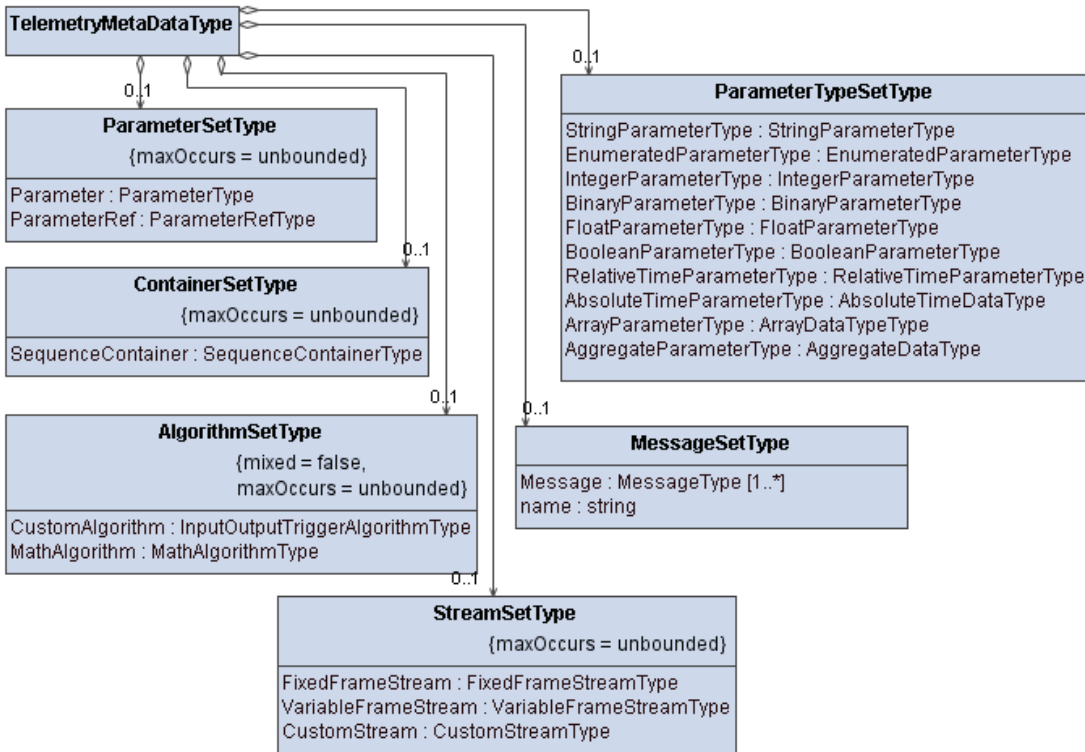 TelemetryMetaDataType
0..1
ParameterSetType
{maxOccurs = unbounded}
Parameter : ParameterType
ParameterRef : ParameterRefType
0..1
ContainerSetType
{maxOccurs = unbounded}
SequenceContainer : SequenceContainerType
0..1
AlgorithmSetType
{mixed = false,
maxOccurs = unbounded}
CustomAlgorithm : InputOutputTriggerAlgorithmType
MathAlgorithm : MathAlgorithmType
0..1
StreamSetType
{maxOccurs = unbounded}
FixedFrameStream : FixedFrameStreamType
VariableFrameStream : VariableFrameStreamType
CustomStream : CustomStreamType
0..1
ParameterTypeSetType
StringParameterType : StringParameterType
EnumeratedParameterType : EnumeratedParameterType
IntegerParameterType : IntegerParameterType
BinaryParameterType : BinaryParameterType
FloatParameterType : FloatParameterType
BooleanParameterType : BooleanParameterType
RelativeTimeParameterType : RelativeTimeParameterType
AbsoluteTimeParameterType : AbsoluteTimeDataType
ArrayParameterType : ArrayDataTypeType
AggregateParameterType : AggregateDataType
0..1
MessageSetType
Message : MessageType [1..*]
name : string